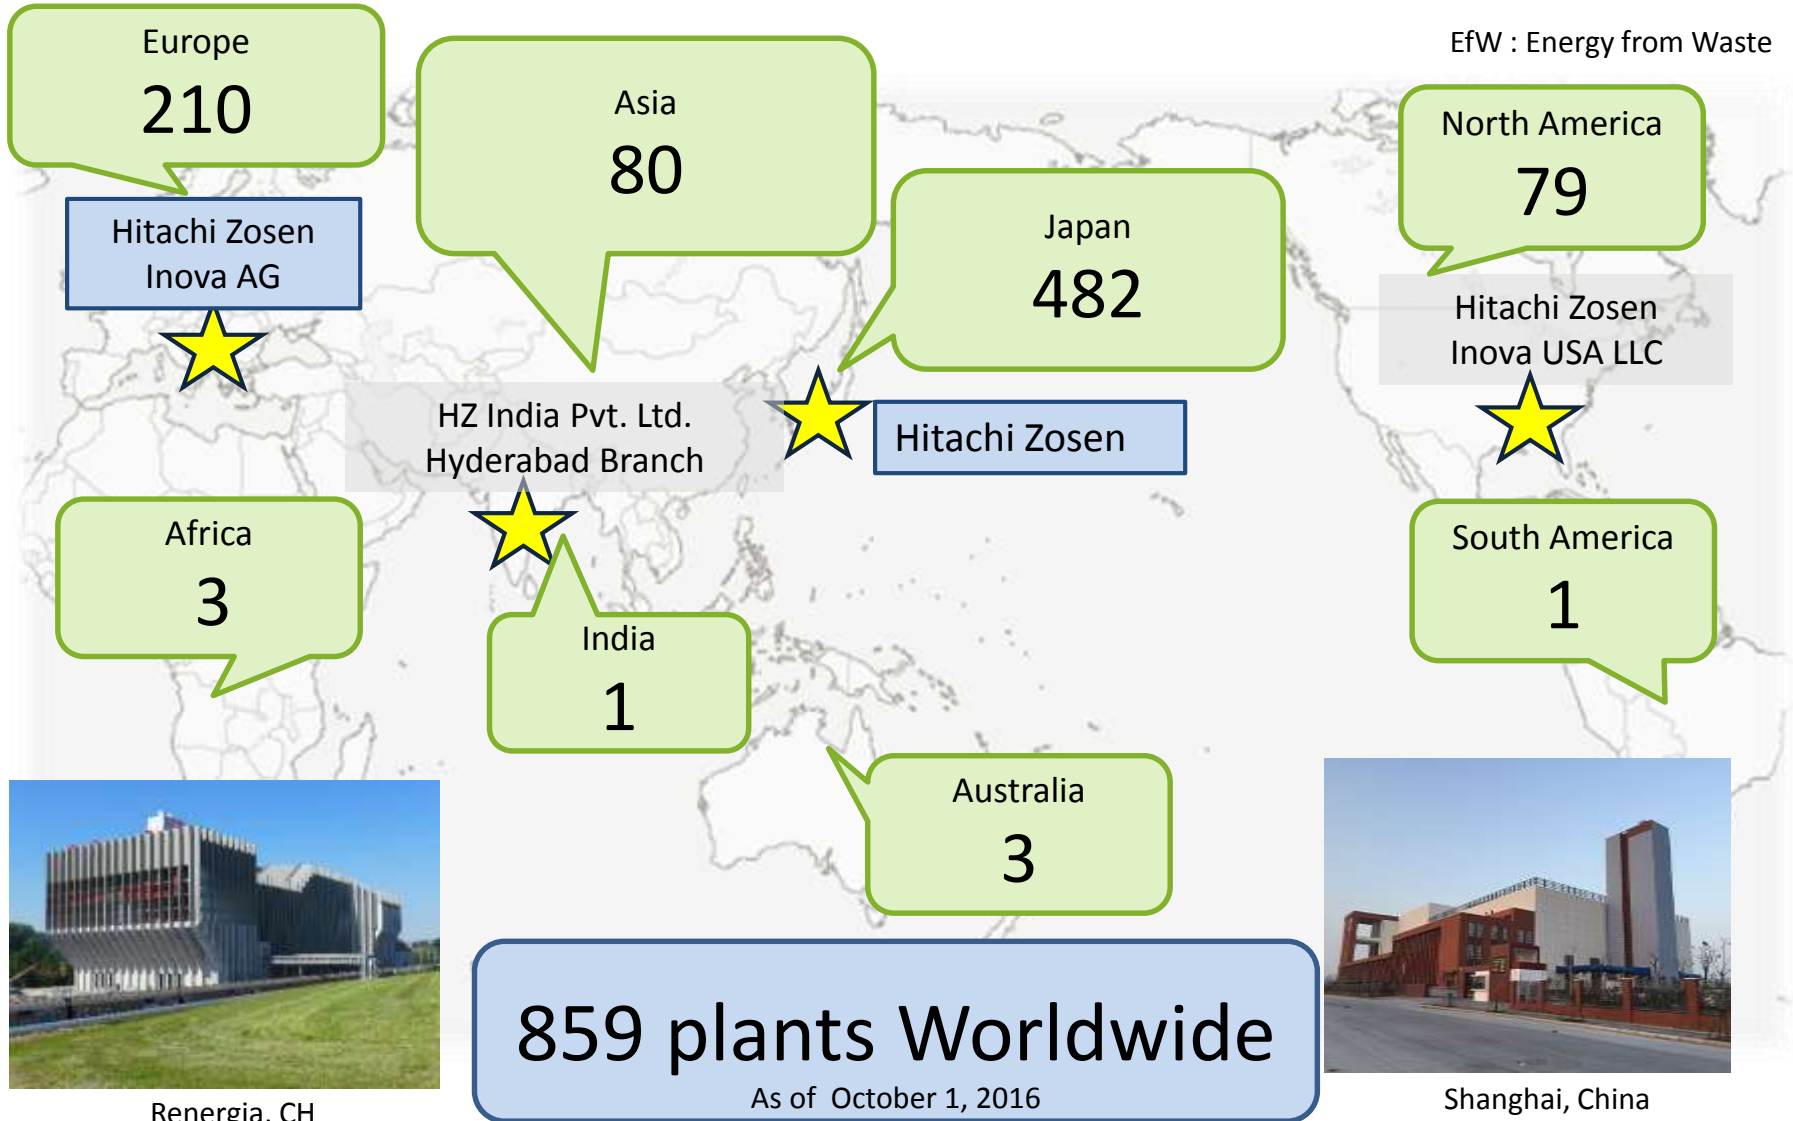 Europe
210
EfW : Energy from Waste
Asia
80
North America
79
Japan
482
Hitachi Zosen
Inova AG
Hitachi Zosen
Inova USA LLC
HZ India Pvt. Ltd.
Hyderabad Branch
Hitachi Zosen
Africa
3
South America
1
India
1
Australia
3
859 plants Worldwide
As of October 1, 2016
Renergia, CH
Shanghai, China